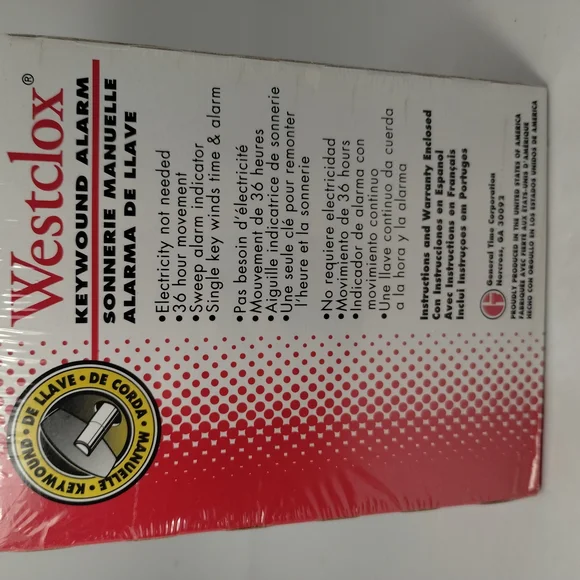 Westclox®
KEYWOUND ALARM
SONNERIE MANUELLE
ALARMA DE LLAVE
•Electricity not needed
•36 hour movement
•Sweep alarm indicator
•Single key winds time & alarm
•Pas besoin d'électricité
•Mouvement de 36 heures
•Aiguille indicatrice de sonnerie
•Une seule clé pour remonter
l'heure et la sonnerie
•No requiere electricidad
•Movimiento de 36 hours
•Indicador de alarma con
movimiento continuo
•Una llave continuo da cuerda
a la hora y la alarma
Instructions and Warranty Enclosed
Con Instrucciones en Espanol
Avec Instructions en Français
Inclui Instruçoes em Portugos
General Time Corporation
Norcross, GA 30092
PROUDLY PRODUCED IN THE UNITED STATES OF AMERICA
FABRIQUÉE AVEC FIERTÉ AUX ÉTATS-UNIS D'AMÉRIQUE
HECHO CON ORGULLO EN LOS ESTADOS UNIDOS DE AMERICA
KEYWOUND • DE LLAVE • DE CORDA • MANUELLE •